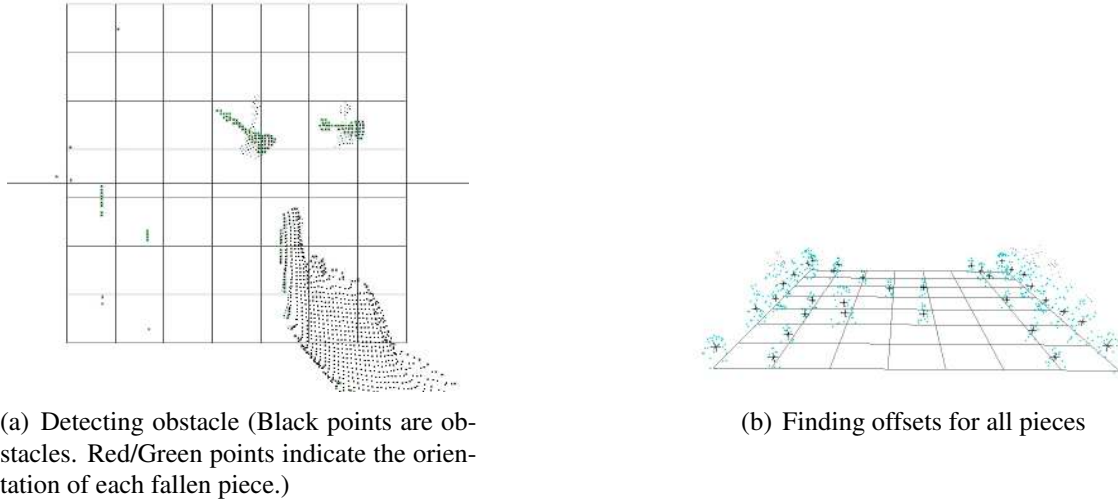 (a) Detecting obstacle (Black points are ob-
stacles. Red/Green points indicate the orien-
tation of each fallen piece.)
(b) Finding offsets for all pieces